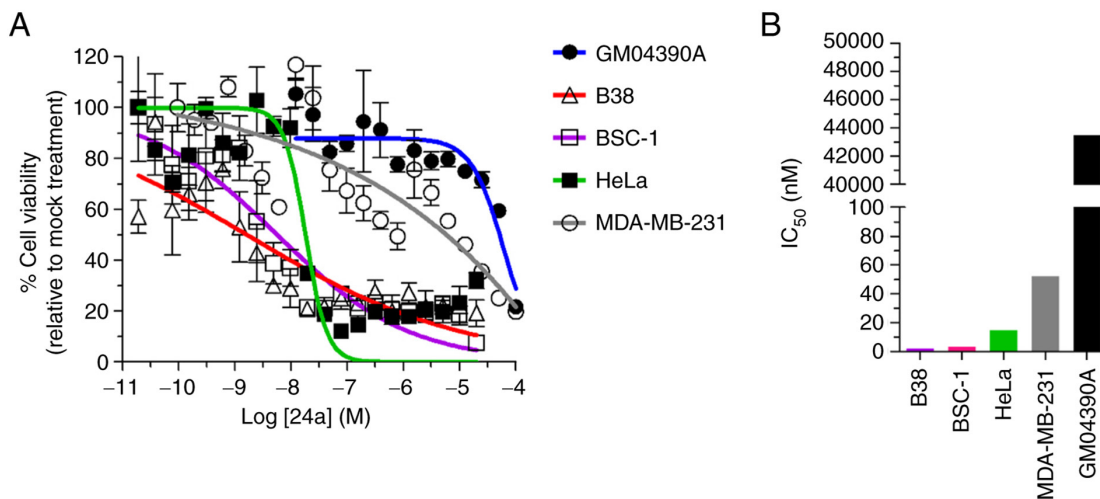 A
% Cell viability
(relative to mock treatment)
120
100
80
60
40
20
0
−11
−10
−9
−8
−7
−6
−5
−4
Log [24a] (M)
GM04390A
B38
BSC-1
HeLa
MDA-MB-231
B
IC50 (nM)
50000
48000
46000
44000
42000
40000
100
80
60
40
20
0
B38
BSC-1
HeLa
MDA-MB-231
GM04390A